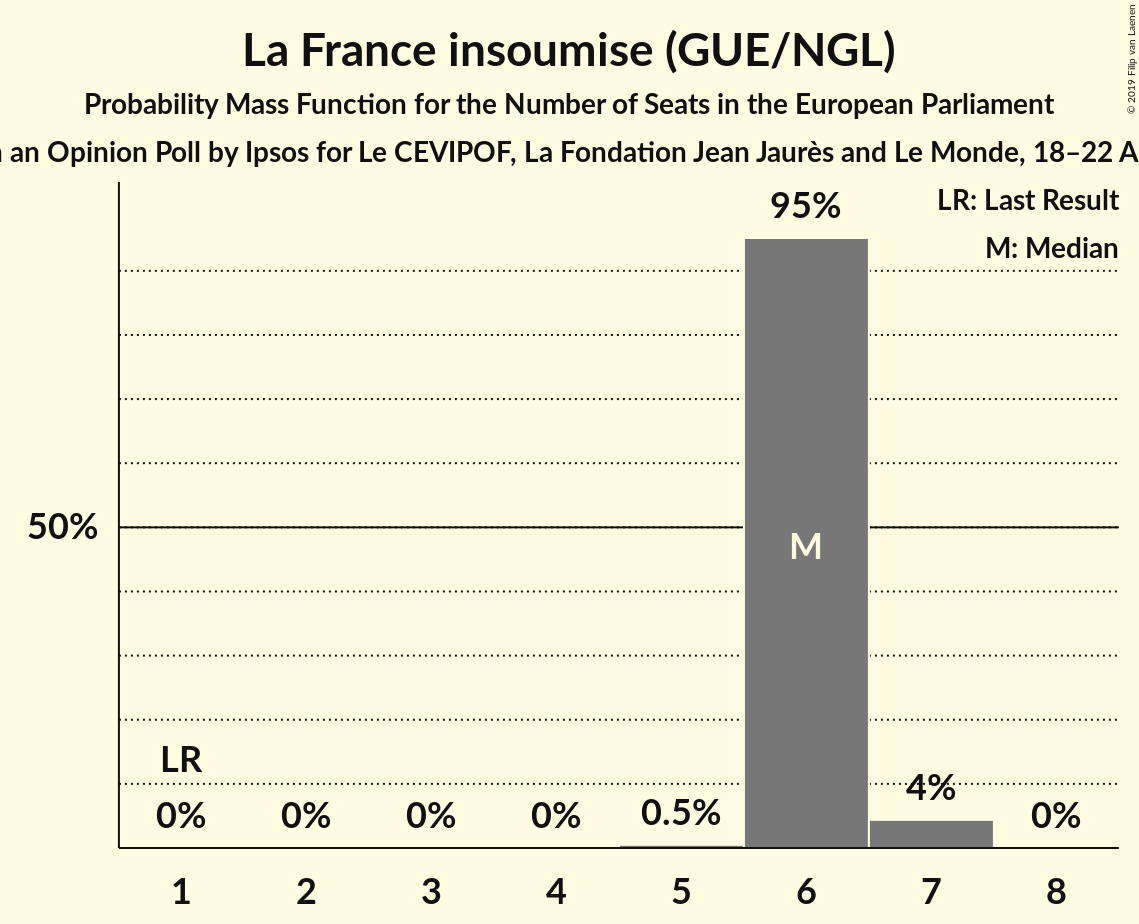 La France insoumise (GUE/NGL)
Probability Mass Function for the Number of Seats in the European Parliament
an Opinion Poll by Ipsos for Le CEVIPOF, La Fondation Jean Jaurès and Le Monde, 18–22 A
© 2019 Filip van Laenen
LR: Last Result
M: Median
95%
50%
M
LR
0% 0% 0% 0% 0.5% 4% 0%
1 2 3 4 5 6 7 8